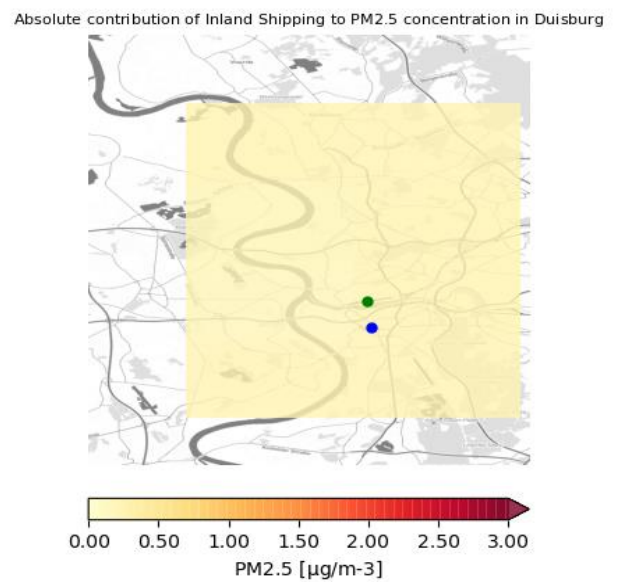 Absolute contribution of Inland Shipping to PM2.5 concentration in Duisburg
0.00 0.50 1.00 1.50 2.00 2.50 3.00
PM2.5 [µg/m-3]